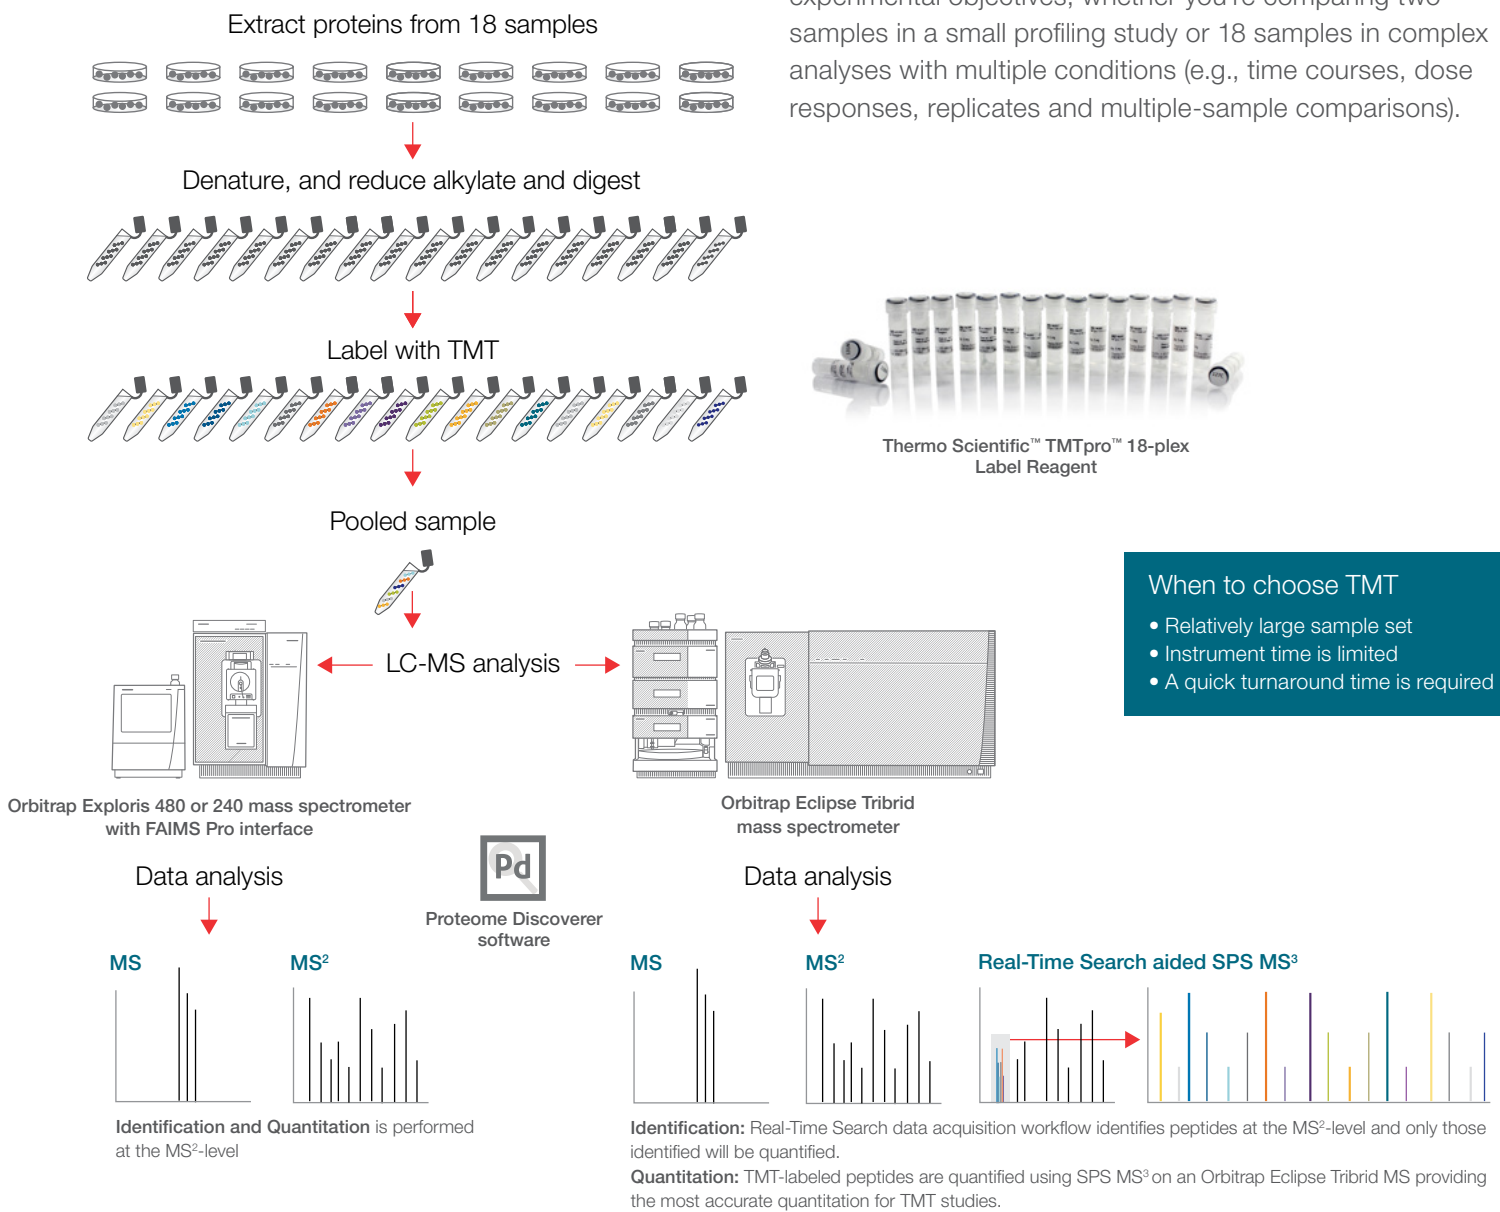 experimental objectives, whether you're comparing two
samples in a small profiling study or 18 samples in complex
analyses with multiple conditions (e.g., time courses, dose
responses, replicates and multiple-sample comparisons).
Extract proteins from 18 samples
Denature, and reduce alkylate and digest
Label with TMT
Thermo Scientific™ TMTpro™ 18-plex
Label Reagent
Pooled sample
When to choose TMT
• Relatively large sample set
• Instrument time is limited
• A quick turnaround time is required
LC-MS analysis
Orbitrap Exploris 480 or 240 mass spectrometer
with FAIMS Pro interface
Orbitrap Eclipse Tribrid
mass spectrometer
Pd
Proteome Discoverer
software
Data analysis
MS
MS²
Identification and Quantitation is performed
at the MS²-level
Data analysis
MS
MS²
Real-Time Search aided SPS MS³
Identification: Real-Time Search data acquisition workflow identifies peptides at the MS²-level and only those
identified will be quantified.
Quantitation: TMT-labeled peptides are quantified using SPS MS³ on an Orbitrap Eclipse Tribrid MS providing
the most accurate quantitation for TMT studies.